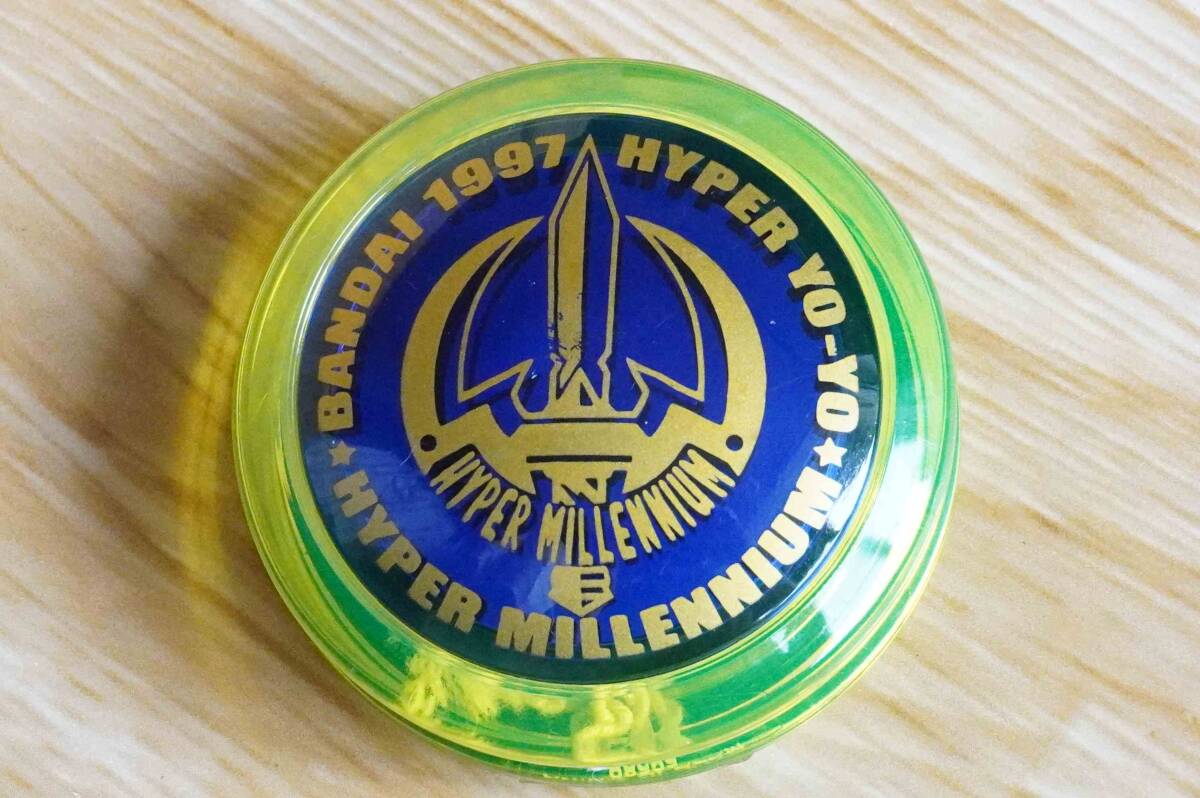 BANDAI 1997 HYPER YO-YO
★ HYPER MILLENNIUM ★
HYPER MILLENNIUM